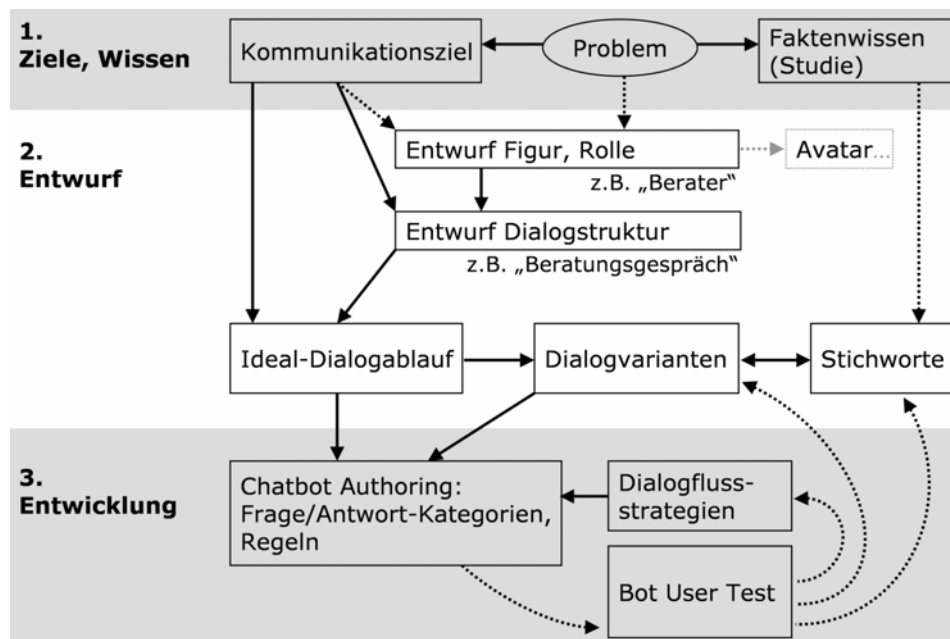 1.
Ziele, Wissen
Kommunikationsziel
Problem
Faktenwissen
(Studie)
2.
Entwurf
Entwurf Figur, Rolle
z.B. „Berater“
Avatar...
Entwurf Dialogstruktur
z.B. „Beratungsgespräch“
Ideal-Dialogablauf
Dialogvarianten
Stichworte
3.
Entwicklung
Chatbot Authoring:
Frage/Antwort-Kategorien,
Regeln
Dialogfluss-
strategien
Bot User Test